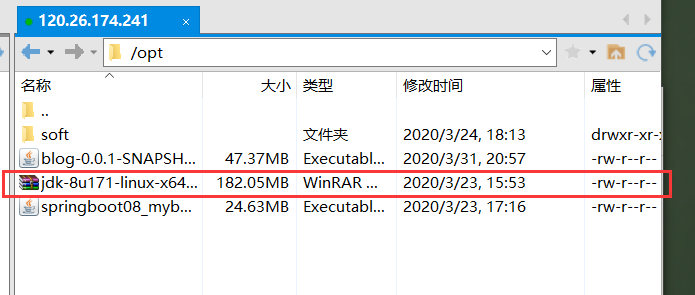 120.26.174.241
/opt
名称 大小 类型 修改时间 属性
..
soft 文件夹 2020/3/24, 18:13 drwxr-xr-x
blog-0.0.1-SNAPSH... 47.37MB Executabl... 2020/3/31, 20:57 -rw-r--r--
jdk-8u171-linux-x64... 182.05MB WinRAR ... 2020/3/23, 15:53 -rw-r--r--
springboot08_myb... 24.63MB Executabl... 2020/3/23, 17:16 -rw-r--r--